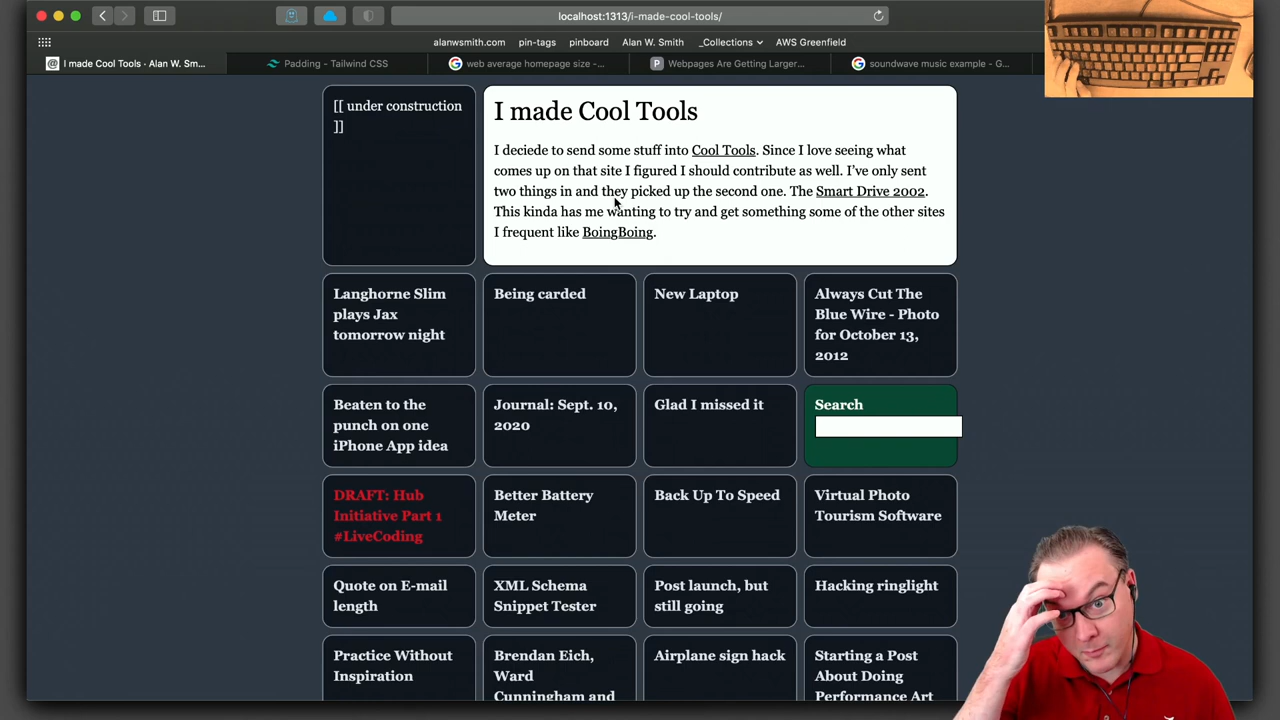 localhost:1313/i-made-cool-tools/
alanwsmith.com pin-tags pinboard Alan W. Smith _Collections AWS Greenfield
I made Cool Tools · Alan W. Sm... Padding - Tailwind CSS web average homepage size -... Webpages Are Getting Larger... soundwave music example - G...
[[ under construction
]]
I made Cool Tools
I deciede to send some stuff into Cool Tools. Since I love seeing what
comes up on that site I figured I should contribute as well. I've only sent
two things in and they picked up the second one. The Smart Drive 2002.
This kinda has me wanting to try and get something some of the other sites
I frequent like BoingBoing.
Langhorne Slim
plays Jax
tomorrow night
Being carded
New Laptop
Always Cut The
Blue Wire - Photo
for October 13,
2012
Beaten to the
punch on one
iPhone App idea
Journal: Sept. 10,
2020
Glad I missed it
Search
DRAFT: Hub
Initiative Part 1
#LiveCoding
Better Battery
Meter
Back Up To Speed
Virtual Photo
Tourism Software
Quote on E-mail
length
XML Schema
Snippet Tester
Post launch, but
still going
Hacking ringlight
Practice Without
Inspiration
Brendan Eich,
Ward
Cunningham and
Airplane sign hack
Starting a Post
About Doing
Performance Art